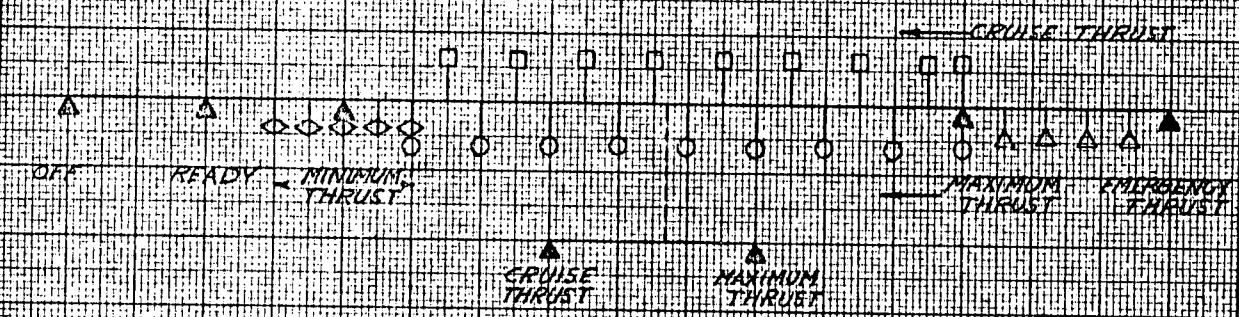 CRUISE THRUST
OFF
READY
MINIMUM
THRUST
MAXIMUM
THRUST
EMERGENCY
THRUST
CRUISE
THRUST
MAXIMUM
THRUST